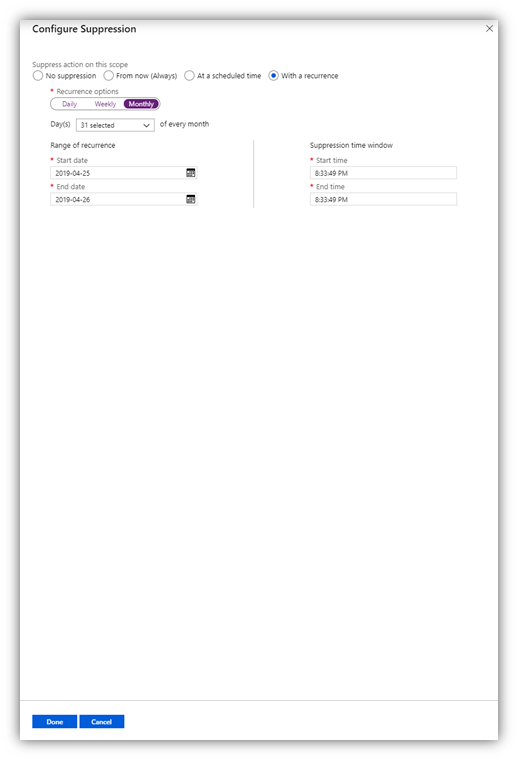 Configure Suppression
Suppress action on this scope
No suppression From now (Always) At a scheduled time With a recurrence
* Recurrence options
Daily Weekly Monthly
Day(s) 31 selected of every month
Range of recurrence Suppression time window
* Start date * Start time
2019-04-25 8:33:49 PM
* End date * End time
2019-04-26 8:33:49 PM
Done Cancel